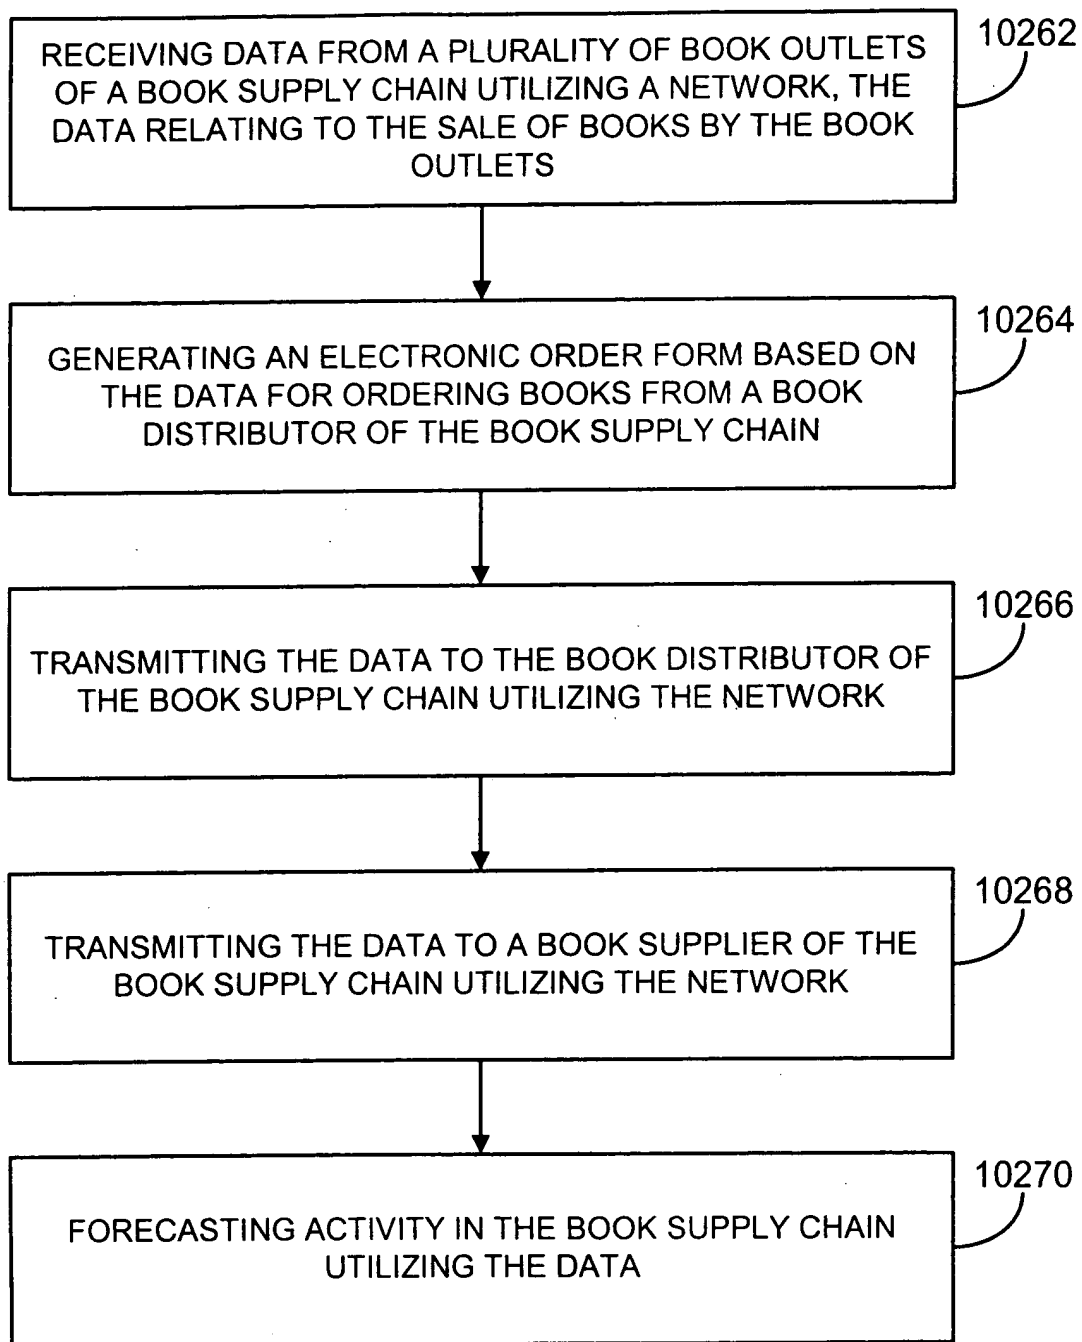 RECEIVING DATA FROM A PLURALITY OF BOOK OUTLETS
OF A BOOK SUPPLY CHAIN UTILIZING A NETWORK, THE
DATA RELATING TO THE SALE OF BOOKS BY THE BOOK
OUTLETS
10262
GENERATING AN ELECTRONIC ORDER FORM BASED ON
THE DATA FOR ORDERING BOOKS FROM A BOOK
DISTRIBUTOR OF THE BOOK SUPPLY CHAIN
10264
TRANSMITTING THE DATA TO THE BOOK DISTRIBUTOR OF
THE BOOK SUPPLY CHAIN UTILIZING THE NETWORK
10266
TRANSMITTING THE DATA TO A BOOK SUPPLIER OF THE
BOOK SUPPLY CHAIN UTILIZING THE NETWORK
10268
FORECASTING ACTIVITY IN THE BOOK SUPPLY CHAIN
UTILIZING THE DATA
10270